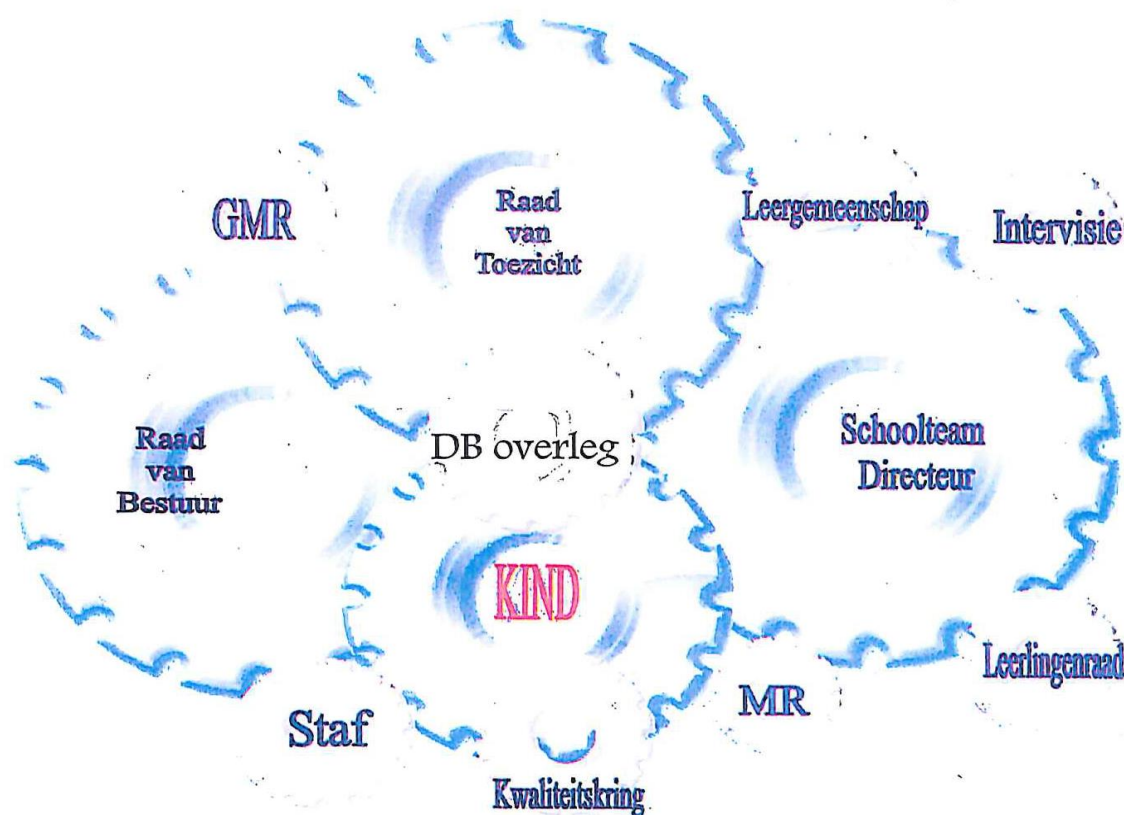 GMR
Raad
van
Toezicht
Leergemeenschap
Intervisie
Raad
van
Bestuur
DB overleg
Schoolteam
Directeur
KIND
Leerlingenraad
MR
Staf
Kwaliteitskring